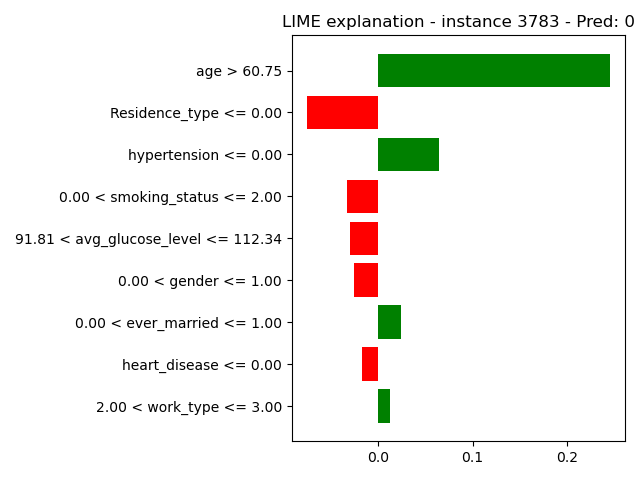 LIME explanation - instance 3783 - Pred: 0
age > 60.75
Residence_type <= 0.00
hypertension <= 0.00
0.00 < smoking_status <= 2.00
91.81 < avg_glucose_level <= 112.34
0.00 < gender <= 1.00
0.00 < ever_married <= 1.00
heart_disease <= 0.00
2.00 < work_type <= 3.00
0.0 0.1 0.2